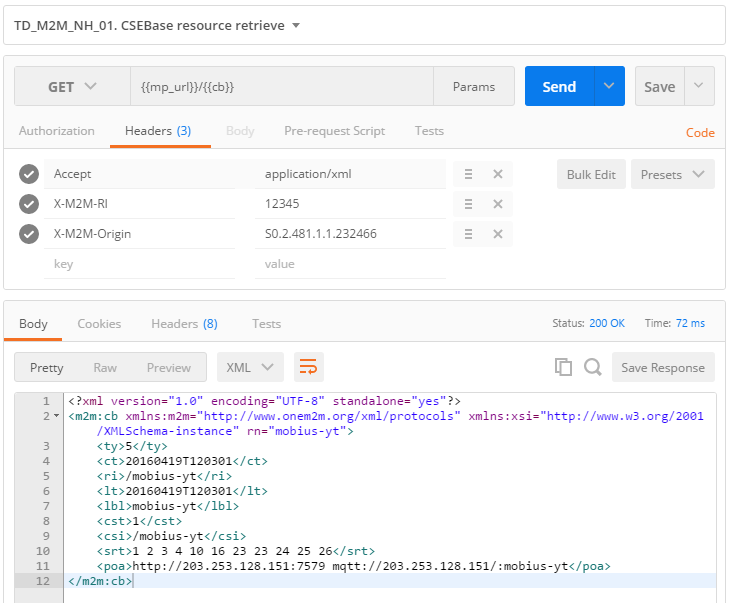 TD_M2M_NH_01. CSEBase resource retrieve
GET {{mp_url}}/{{cb}} Params Send Save
Authorization Headers (3) Body Pre-request Script Tests Code
Accept application/xml Bulk Edit Presets
X-M2M-RI 12345
X-M2M-Origin S0.2.481.1.1.232466
key value
Body Cookies Headers (8) Tests Status: 200 OK Time: 72 ms
Pretty Raw Preview XML Save Response
1 <?xml version="1.0" encoding="UTF-8" standalone="yes"?>
2 <m2m:cb xmlns:m2m="http://www.onem2m.org/xml/protocols" xmlns:xsi="http://www.w3.org/2001
/XMLSchema-instance" rn="mobius-yt">
3 <ty>5</ty>
4 <ct>20160419T120301</ct>
5 <ri>/mobius-yt</ri>
6 <lt>20160419T120301</lt>
7 <lbl>mobius-yt</lbl>
8 <cst>1</cst>
9 <csi>/mobius-yt</csi>
10 <srt>1 2 3 4 10 16 23 23 24 25 26</srt>
11 <poa>http://203.253.128.151:7579 mqtt://203.253.128.151/:mobius-yt</poa>
12 </m2m:cb>